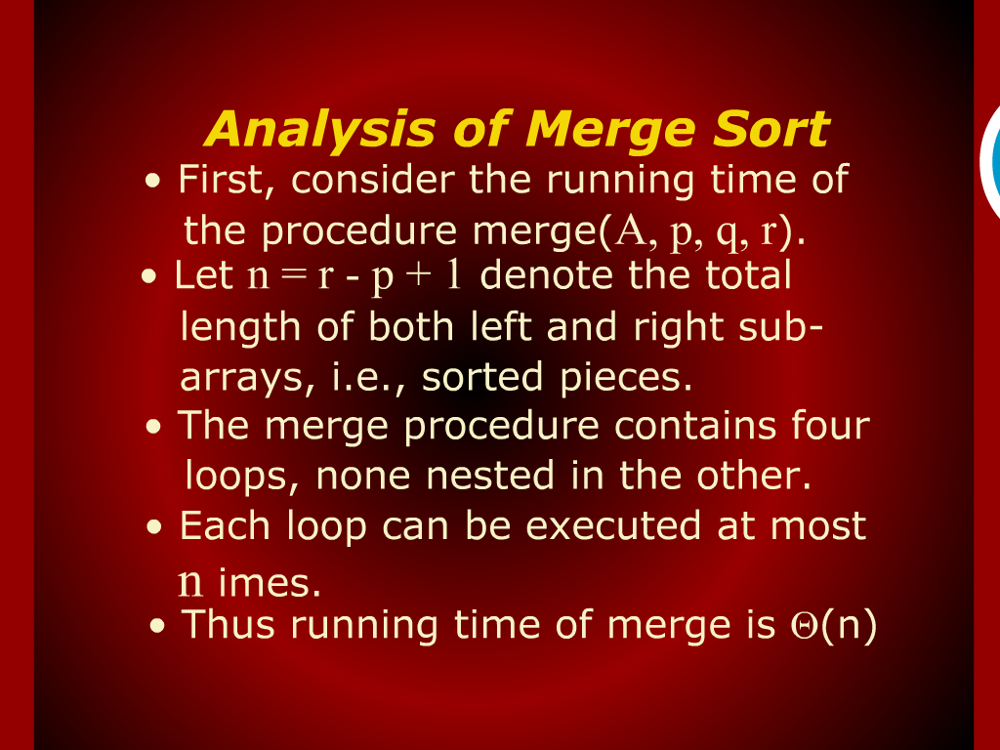 Analysis of Merge Sort
• First, consider the running time of
the procedure merge(A, p, q, r).
• Let n = r - p + 1 denote the total
length of both left and right sub-
arrays, i.e., sorted pieces.
• The merge procedure contains four
loops, none nested in the other.
• Each loop can be executed at most
n imes.
• Thus running time of merge is Θ(n)